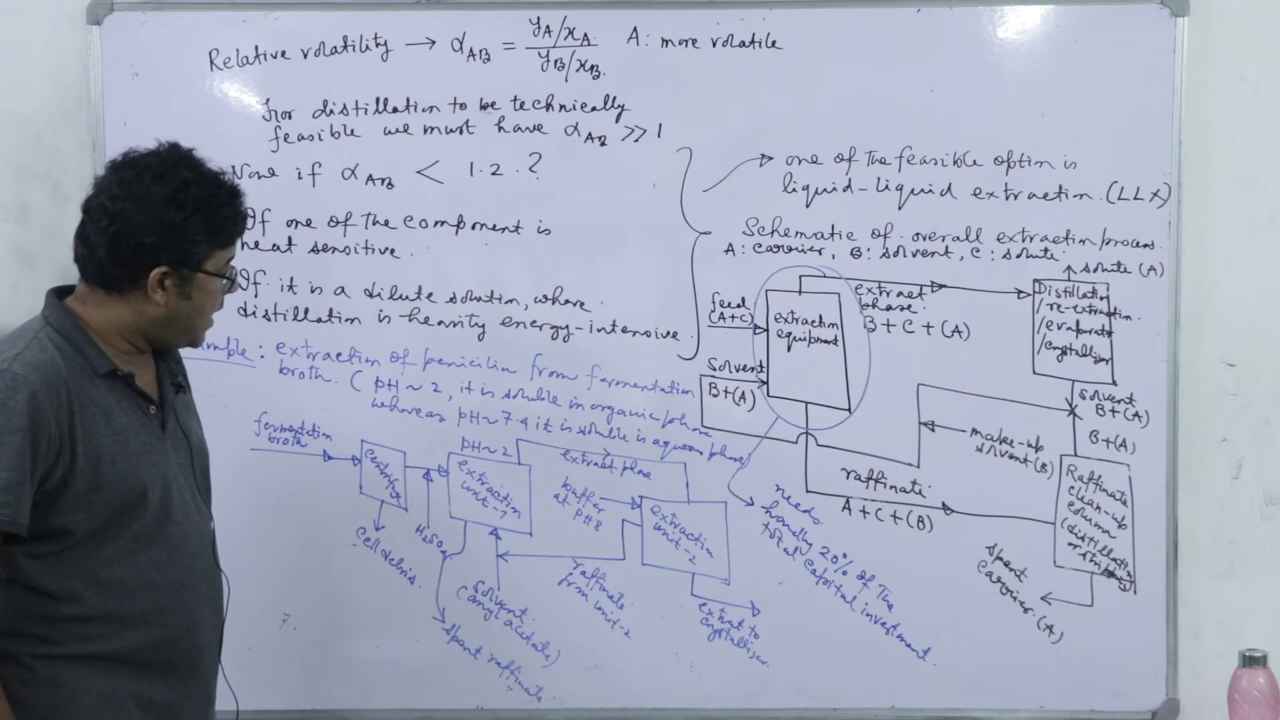 Relative volatility → α_AB = (y_A/x_A) / (y_B/x_B) A: more volatile
For distillation to be technically
feasible we must have α_AB >> 1
None if α_AB < 1.2 ?
If one of the component is
heat sensitive.
If it is a dilute solution, where
distillation is heavily energy-intensive.
→ one of the feasible option is
liquid-liquid extraction. (LLX)
Schematic of overall extraction process.
A: carrier, B: solvent, C: solute
feed
(A+C)
Solvent
B+(A)
extraction
equipment
extract
phase.
B + C + (A)
→ solute (A)
Distillation
/re-extraction
/evaporator
/crystalliser
solvent
B+(A)
B+(A)
make-up
solvent (B)
raffinate
A + C + (B)
Raffinate
clean-up
column
(distillation
or
spent
carrier (A)
needs
hardly 20% of the
total capital investment.
: extraction of penicilin from fermentation
broth. ( pH ~ 2, it is soluble in organic phase
whereas pH ~ 7.4 it is soluble is aqueous phase)
fermentation
broth
centrifuge
cell debris.
H2SO4
pH ~ 2
extraction
unit-1
solvent
(amyl acetate)
spent raffinate
extract phase
buffer
at pH 8
extraction
unit-2
raffinate
from unit-2
extract to
crystalliser
7.